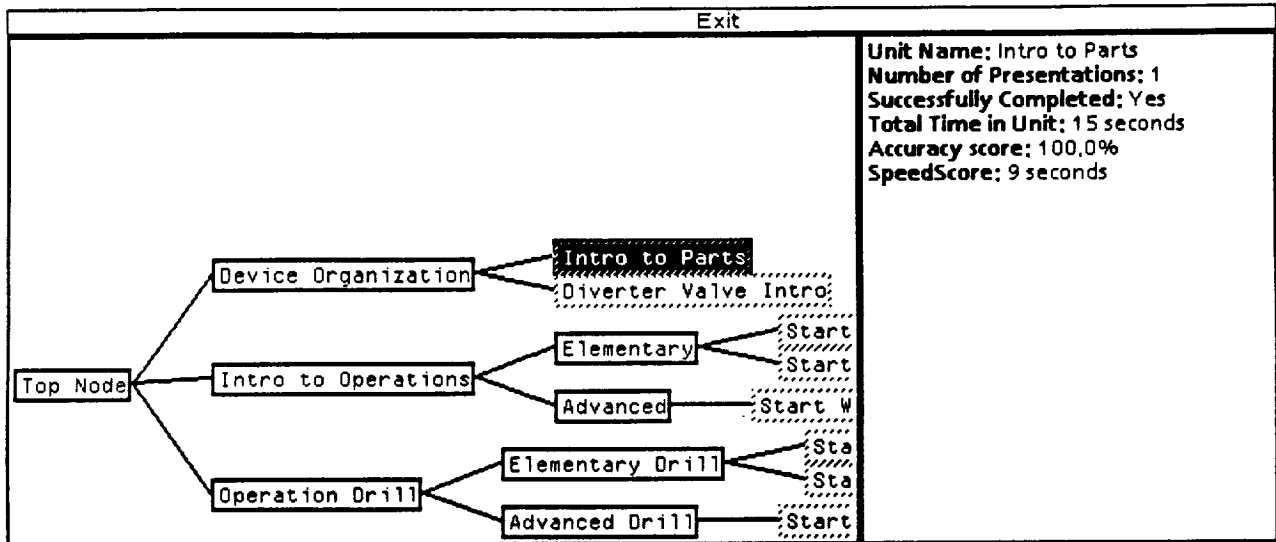 Exit
Unit Name: Intro to Parts
Number of Presentations: 1
Successfully Completed: Yes
Total Time in Unit: 15 seconds
Accuracy score: 100.0%
SpeedScore: 9 seconds
Intro to Parts
Device Organization
Diverter Valve Intro
Start
Elementary
Start
Top Node
Intro to Operations
Advanced
Start W
Sta
Elementary Drill
Sta
Operation Drill
Advanced Drill
Start